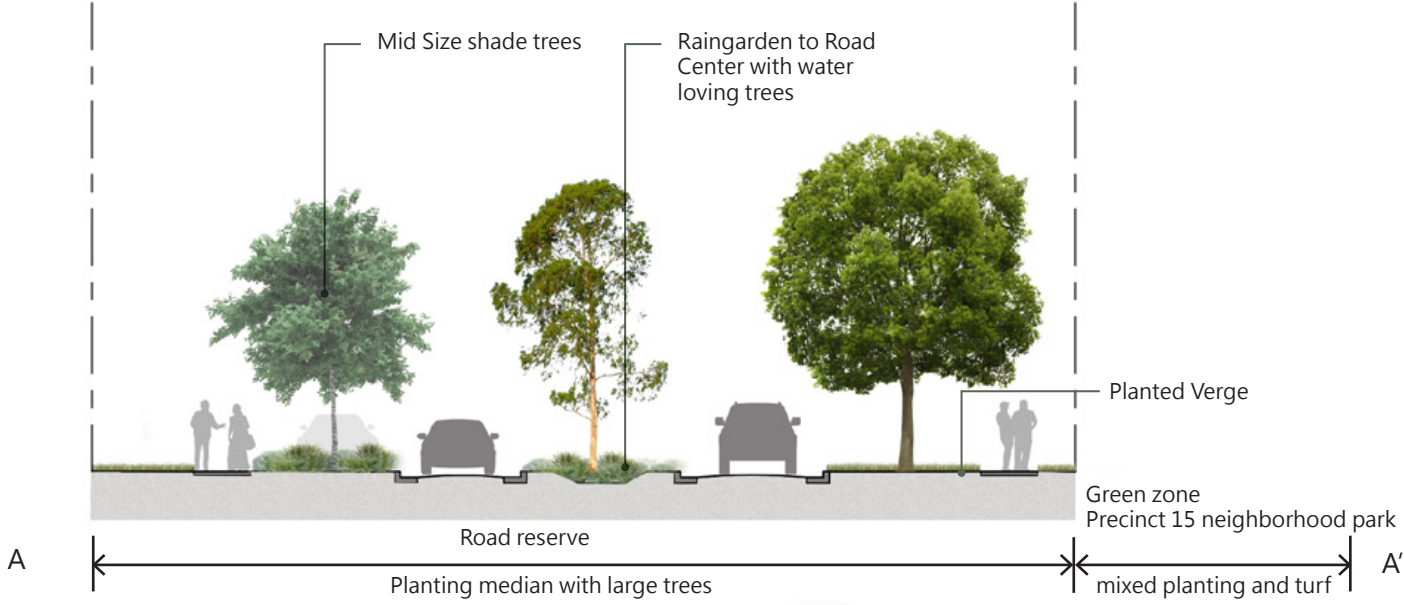 Mid Size shade trees
Raingarden to Road
Center with water
loving trees
Planted Verge
Green zone
Precinct 15 neighborhood park
Road reserve
A
A'
Planting median with large trees
mixed planting and turf